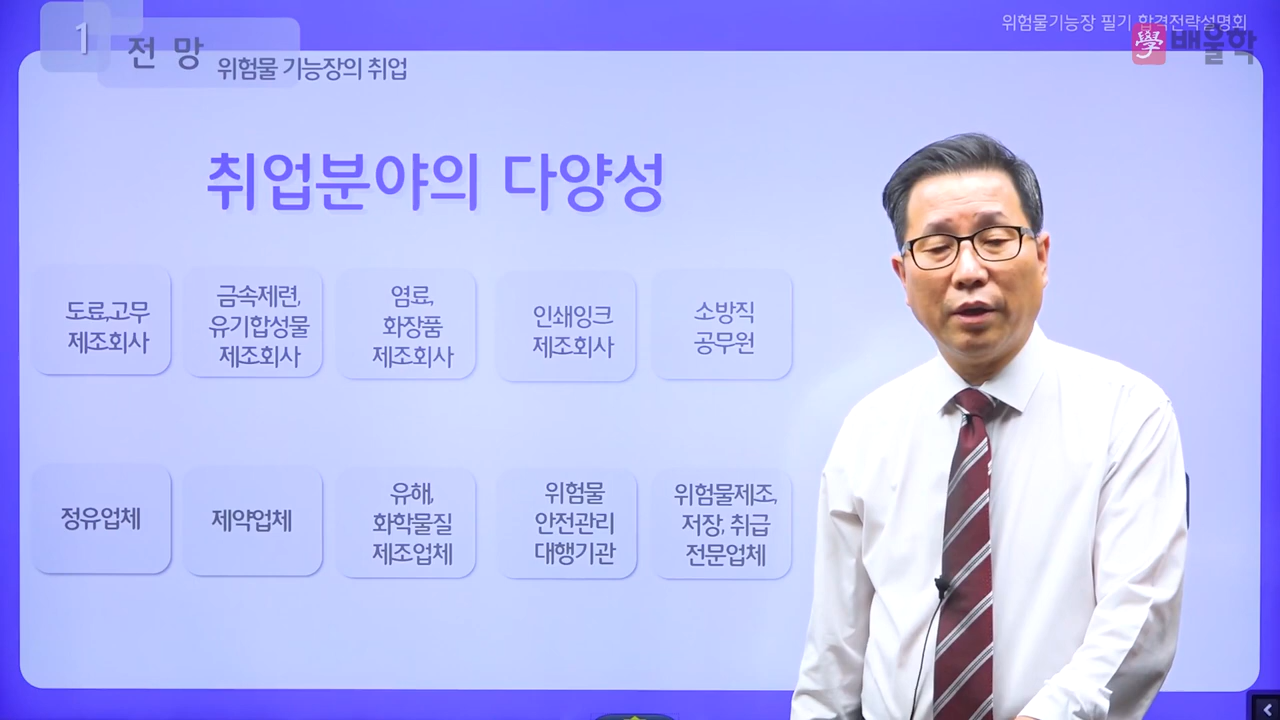 1
전 망
위험물 기능장의 취업
위험물기능장 필기 합격전략설명회
學 배울학
취업분야의 다양성
도료,고무
제조회사
금속제련,
유기합성물
제조회사
염료,
화장품
제조회사
인쇄잉크
제조회사
소방직
공무원
정유업체
제약업체
유해,
화학물질
제조업체
위험물
안전관리
대행기관
위험물제조,
저장, 취급
전문업체